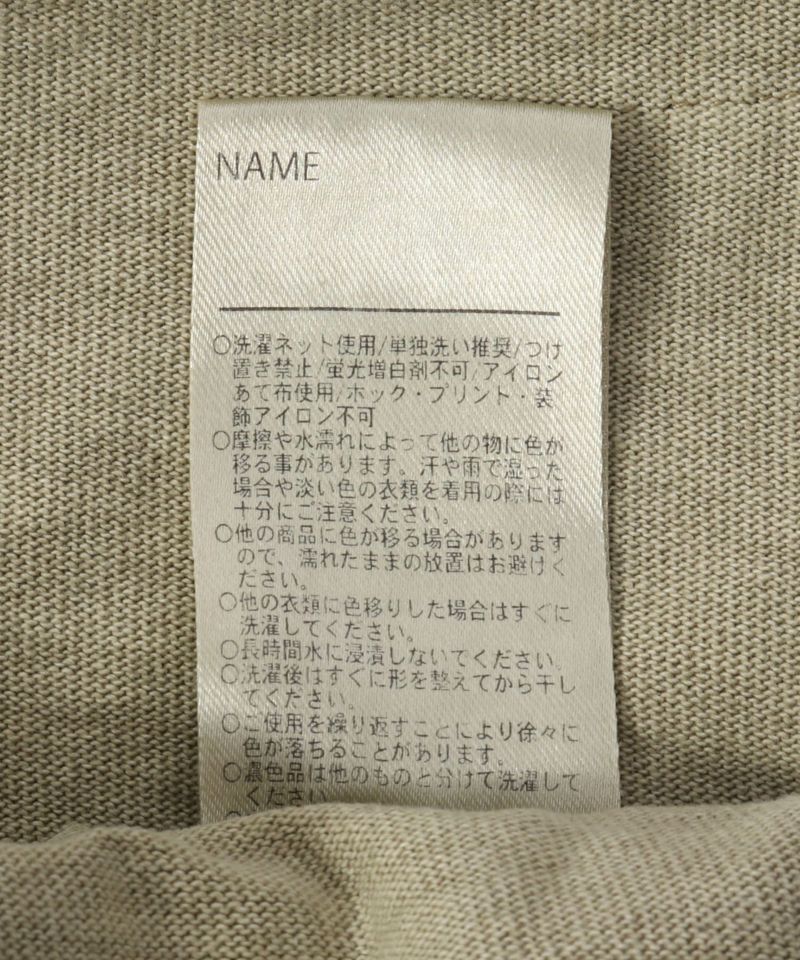 NAME
○洗濯ネット使用/単独洗い推奨/つけ
置き禁止/蛍光増白剤不可/アイロン
あて布使用/ホック・プリント・装
飾アイロン不可
○摩擦や水濡れによって他の物に色が
移る事があります。汗や雨で湿った
場合や淡い色の衣類を着用の際には
十分にご注意ください。
○他の商品に色が移る場合があります
ので、濡れたままの放置はお避けく
ださい。
○他の衣類に色移りした場合はすぐに
洗濯してください。
○長時間水に浸漬しないでください。
○洗濯後はすぐに形を整えてから干し
てください。
○ご使用を繰り返すことにより徐々に
色が落ちることがあります。
○濃色品は他のものと分けて洗濯して
ください